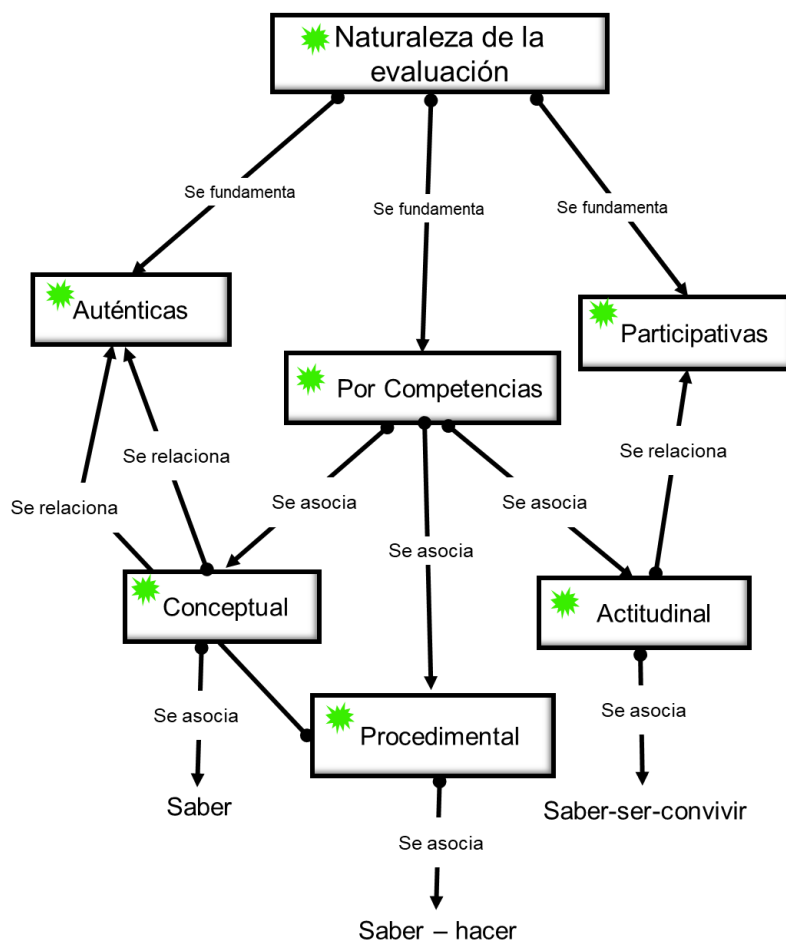 Naturaleza de la
evaluación
Se fundamenta
Se fundamenta
Se fundamenta
Auténticas
Participativas
Por Competencias
Se relaciona
Se relaciona
Se relaciona
Se asocia
Se asocia
Se asocia
Conceptual
Actitudinal
Se asocia
Procedimental
Se asocia
Saber
Saber-ser-convivir
Se asocia
Saber – hacer